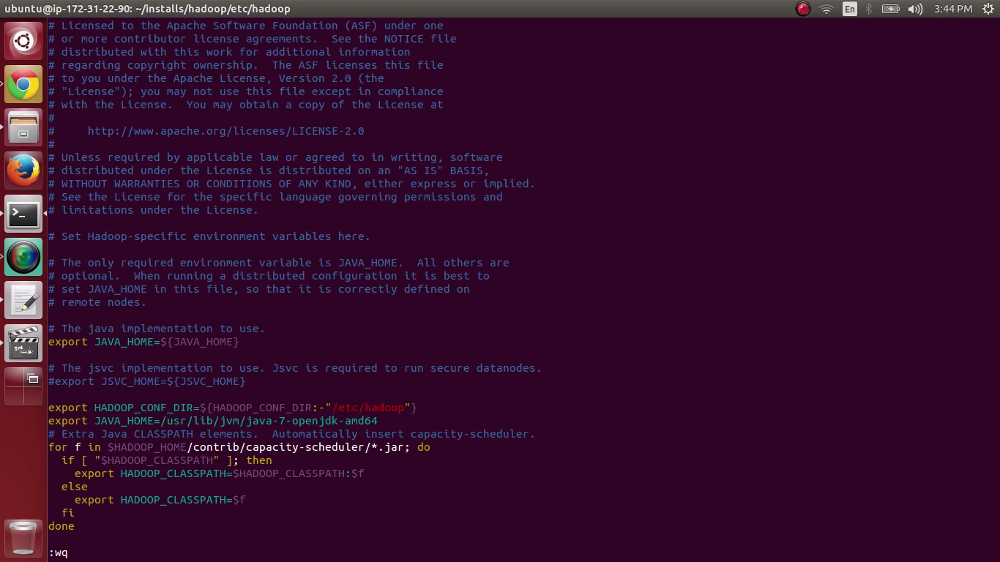 ubuntu@ip-172-31-22-90: ~/installs/hadoop/etc/hadoop
En
3:44 PM
# Licensed to the Apache Software Foundation (ASF) under one
# or more contributor license agreements.  See the NOTICE file
# distributed with this work for additional information
# regarding copyright ownership.  The ASF licenses this file
# to you under the Apache License, Version 2.0 (the
# "License"); you may not use this file except in compliance
# with the License.  You may obtain a copy of the License at
#
#     http://www.apache.org/licenses/LICENSE-2.0
#
# Unless required by applicable law or agreed to in writing, software
# distributed under the License is distributed on an "AS IS" BASIS,
# WITHOUT WARRANTIES OR CONDITIONS OF ANY KIND, either express or implied.
# See the License for the specific language governing permissions and
# limitations under the License.
# Set Hadoop-specific environment variables here.
# The only required environment variable is JAVA_HOME.  All others are
# optional.  When running a distributed configuration it is best to
# set JAVA_HOME in this file, so that it is correctly defined on
# remote nodes.
# The java implementation to use.
export JAVA_HOME=${JAVA_HOME}
# The jsvc implementation to use. Jsvc is required to run secure datanodes.
#export JSVC_HOME=${JSVC_HOME}
export HADOOP_CONF_DIR=${HADOOP_CONF_DIR:-"/etc/hadoop"}
export JAVA_HOME=/usr/lib/jvm/java-7-openjdk-amd64
# Extra Java CLASSPATH elements.  Automatically insert capacity-scheduler.
for f in $HADOOP_HOME/contrib/capacity-scheduler/*.jar; do
  if [ "$HADOOP_CLASSPATH" ]; then
    export HADOOP_CLASSPATH=$HADOOP_CLASSPATH:$f
  else
    export HADOOP_CLASSPATH=$f
  fi
done
:wq